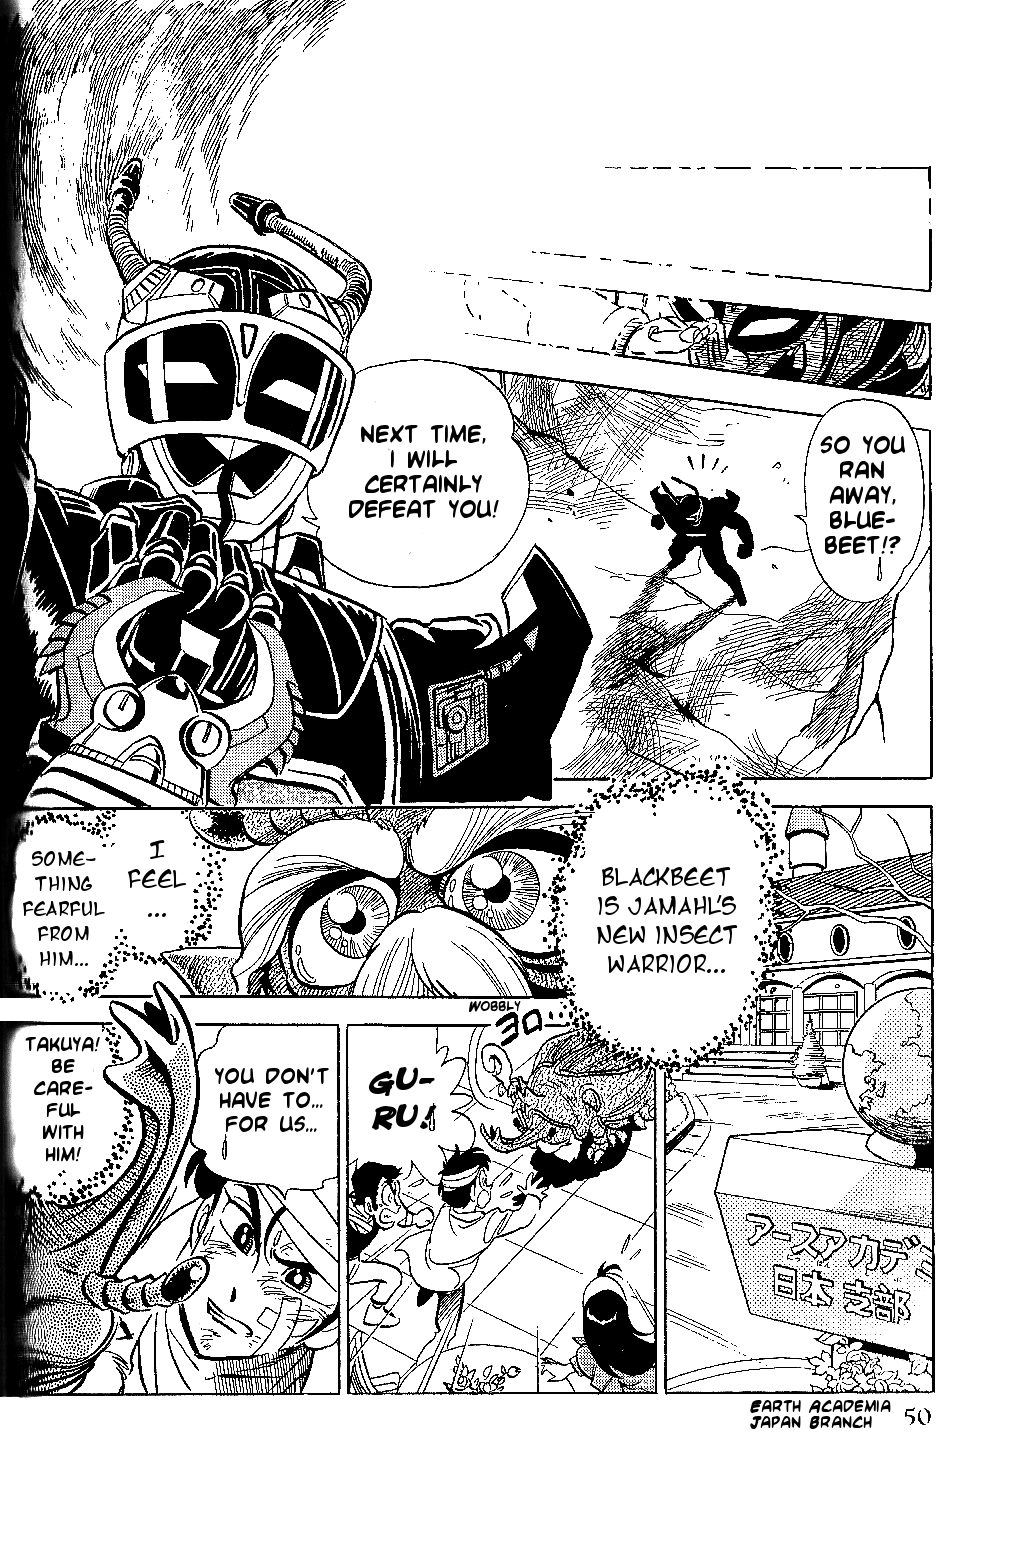 SO YOU
RAN
AWAY,
BLUE-
BEET!?
NEXT TIME,
I WILL
CERTAINLY
DEFEAT YOU!
BLACKBEET
IS JAMAHL'S
NEW INSECT
WARRIOR...
I
FEEL
...
SOME-
THING
FEARFUL
FROM
HIM...
アースアカデミ
日本支部
EARTH ACADEMIA
JAPAN BRANCH
WOBBLY
ヨロ...
GU-
RU!
YOU DON'T
HAVE TO...
FOR US...
TAKUYA!
BE
CARE-
FUL
WITH
HIM!
50